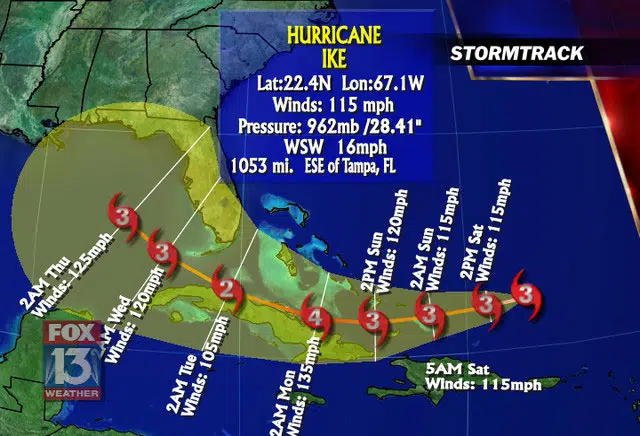 HURRICANE
IKE
Lat:22.4N Lon:67.1W
Winds: 115 mph
Pressure: 962mb /28.41"
WSW 16mph
1053 mi. ESE of Tampa, FL
STORMTRACK
2AM Thu
Winds: 125mph
AM Wed
Winds: 120mph
2AM Tue
Winds: 105mph
2AM Mon
Winds: 135mph
2PM Sun
Winds: 120mph
2AM Sun
Winds: 115mph
2PM Sat
Winds: 115mph
5AM Sat
Winds: 115mph
3
3
2
4
3
3
3
3
FOX
13
WEATHER